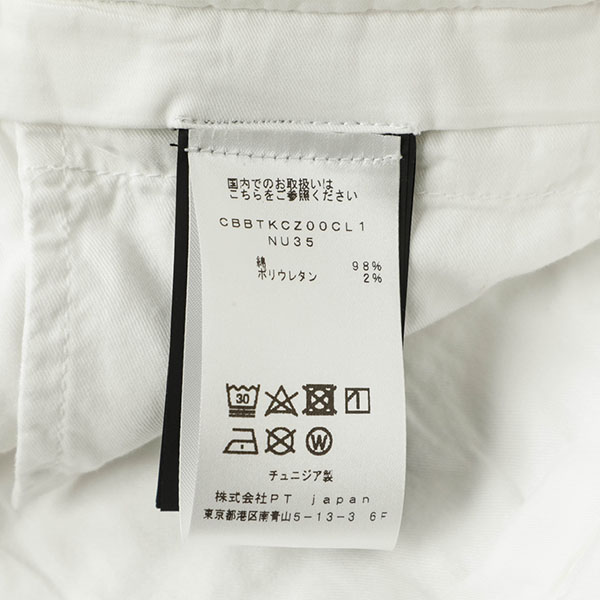 国内でのお取扱いは
こちらをご参照ください
CBBTKCZ00CL1
NU35
綿 98%
ポリウレタン 2%
30
W
チュニジア製
株式会社PT japan
東京都港区南青山5-13-3 6F